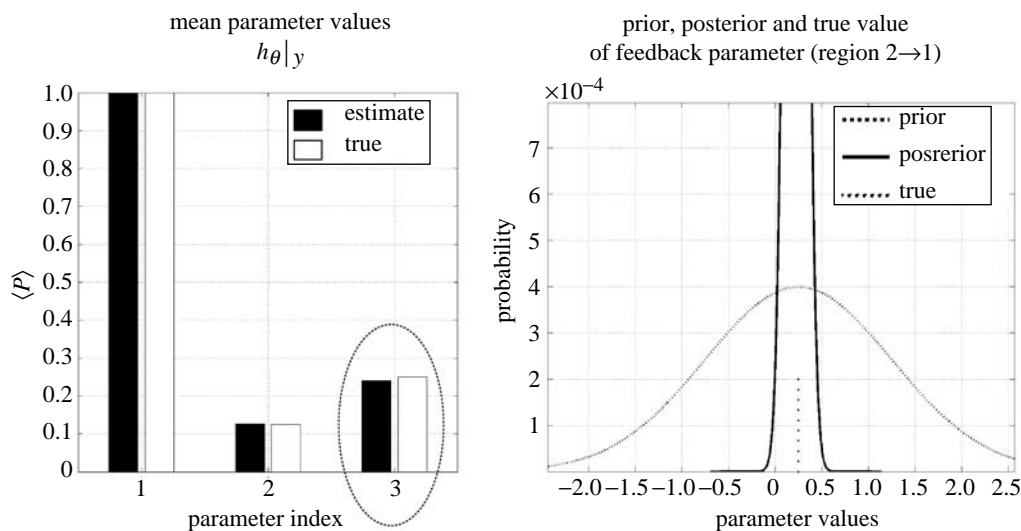 mean parameter values
hθ|y
1.0
0.9
0.8
0.7
0.6
0.5
0.4
0.3
0.2
0.1
0
⟨P⟩
estimate
true
1 2 3
parameter index
prior, posterior and true value
of feedback parameter (region 2→1)
×10⁻⁴
7
6
5
4
3
2
1
probability
prior
posrerior
true
−2.0 −1.5 −1.0 −0.5 0 0.5 1.0 1.5 2.0 2.5
parameter values